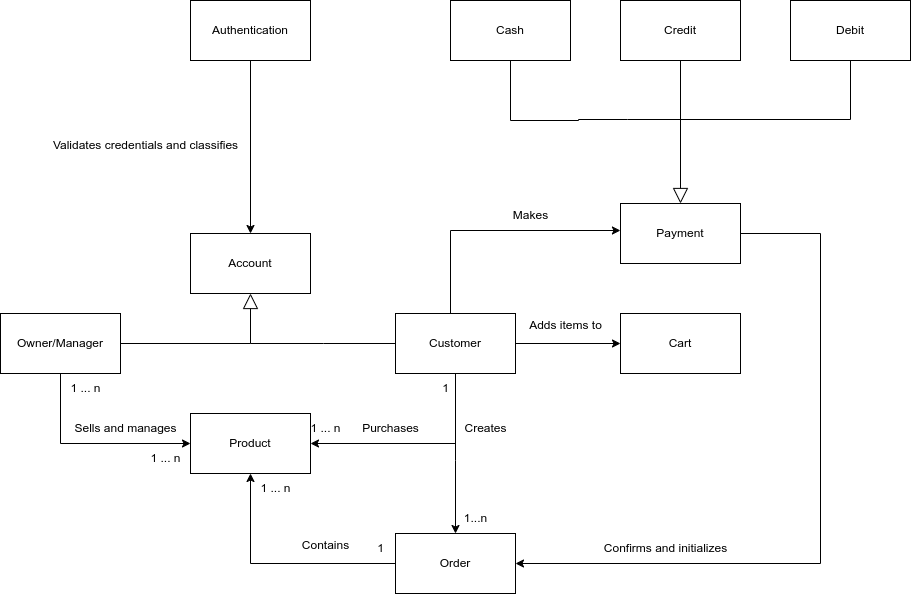 Authentication
Cash
Credit
Debit
Validates credentials and classifies
Makes
Payment
Account
Adds items to
Owner/Manager
Customer
Cart
1 ... n
1
Sells and manages
1 ... n
Purchases
Creates
Product
1 ... n
1 ... n
1...n
Contains
1
Confirms and initializes
Order